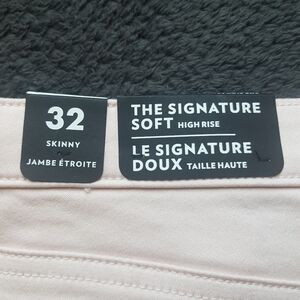 32
SKINNY
JAMBE ÉTROITE
THE SIGNATURE
SOFT HIGH RISE
LE SIGNATURE
DOUX TAILLE HAUTE